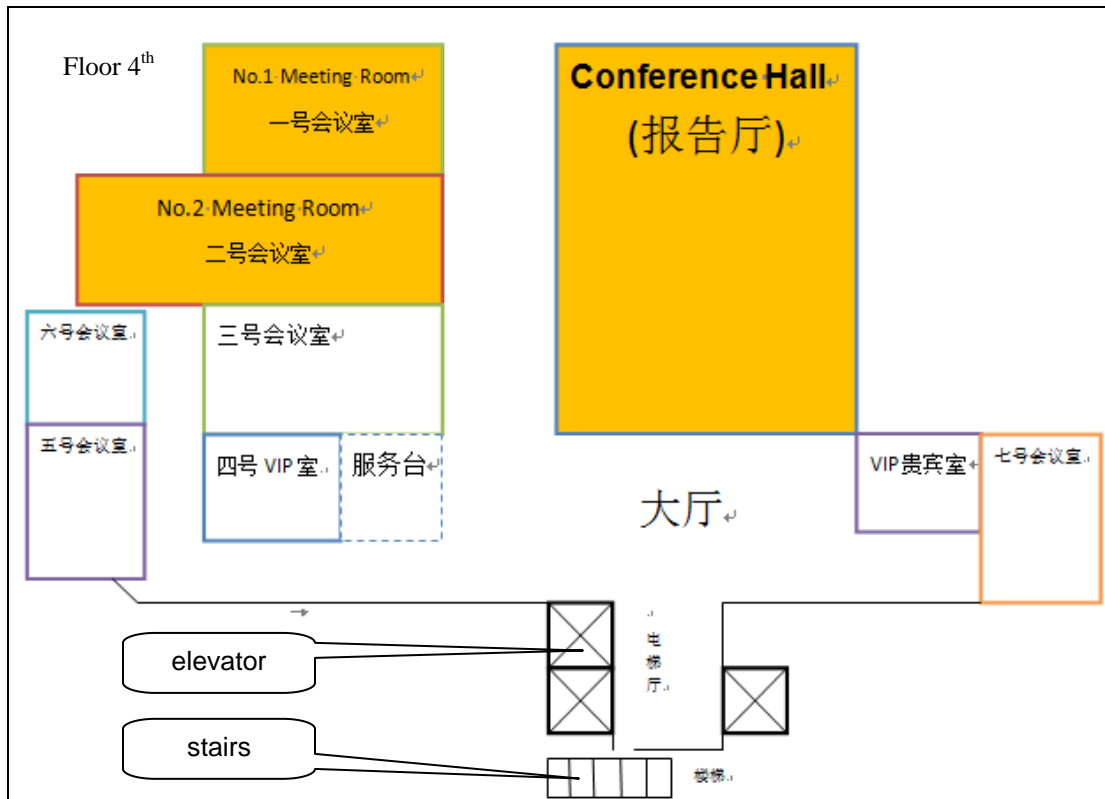 Floor 4th
No.1 Meeting Room
一号会议室
Conference Hall
(报告厅)
No.2 Meeting Room
二号会议室
六号会议室
三号会议室
五号会议室
四号 VIP 室
服务台
VIP贵宾室
七号会议室
大厅
电
梯
厅
elevator
stairs
楼梯